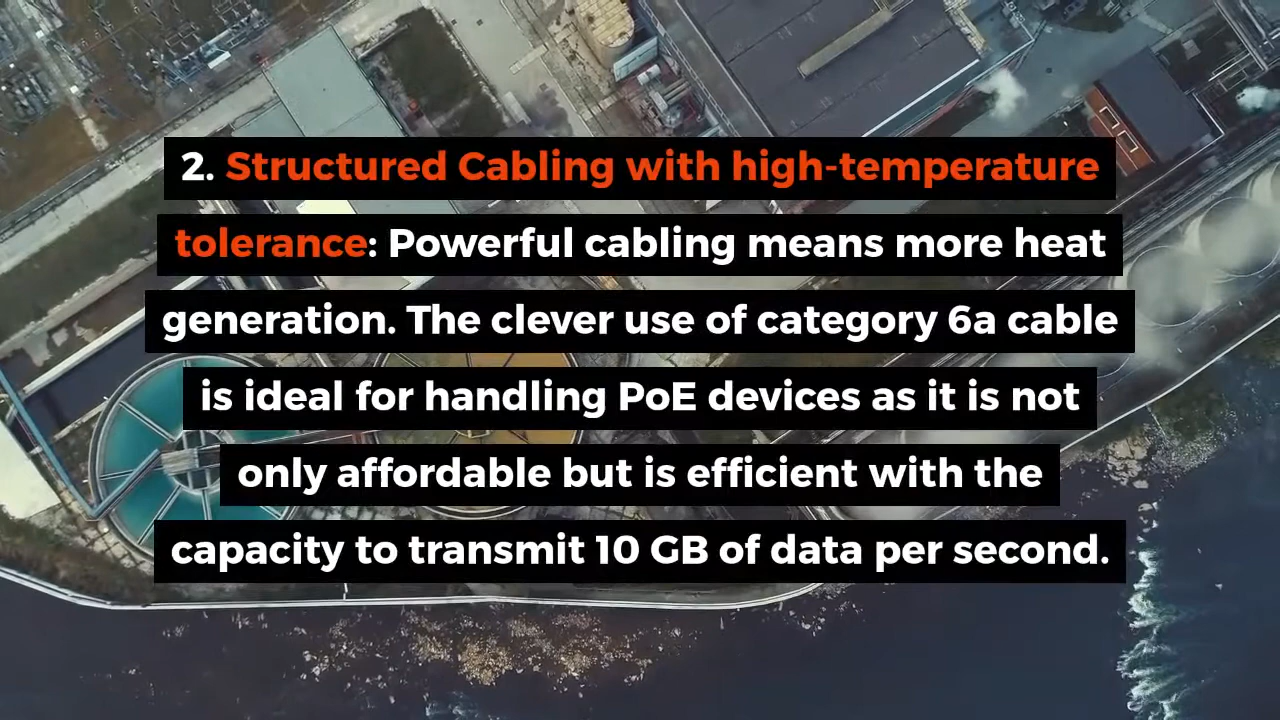 2. Structured Cabling with high-temperature
tolerance: Powerful cabling means more heat
generation. The clever use of category 6a cable
is ideal for handling PoE devices as it is not
only affordable but is efficient with the
capacity to transmit 10 GB of data per second.